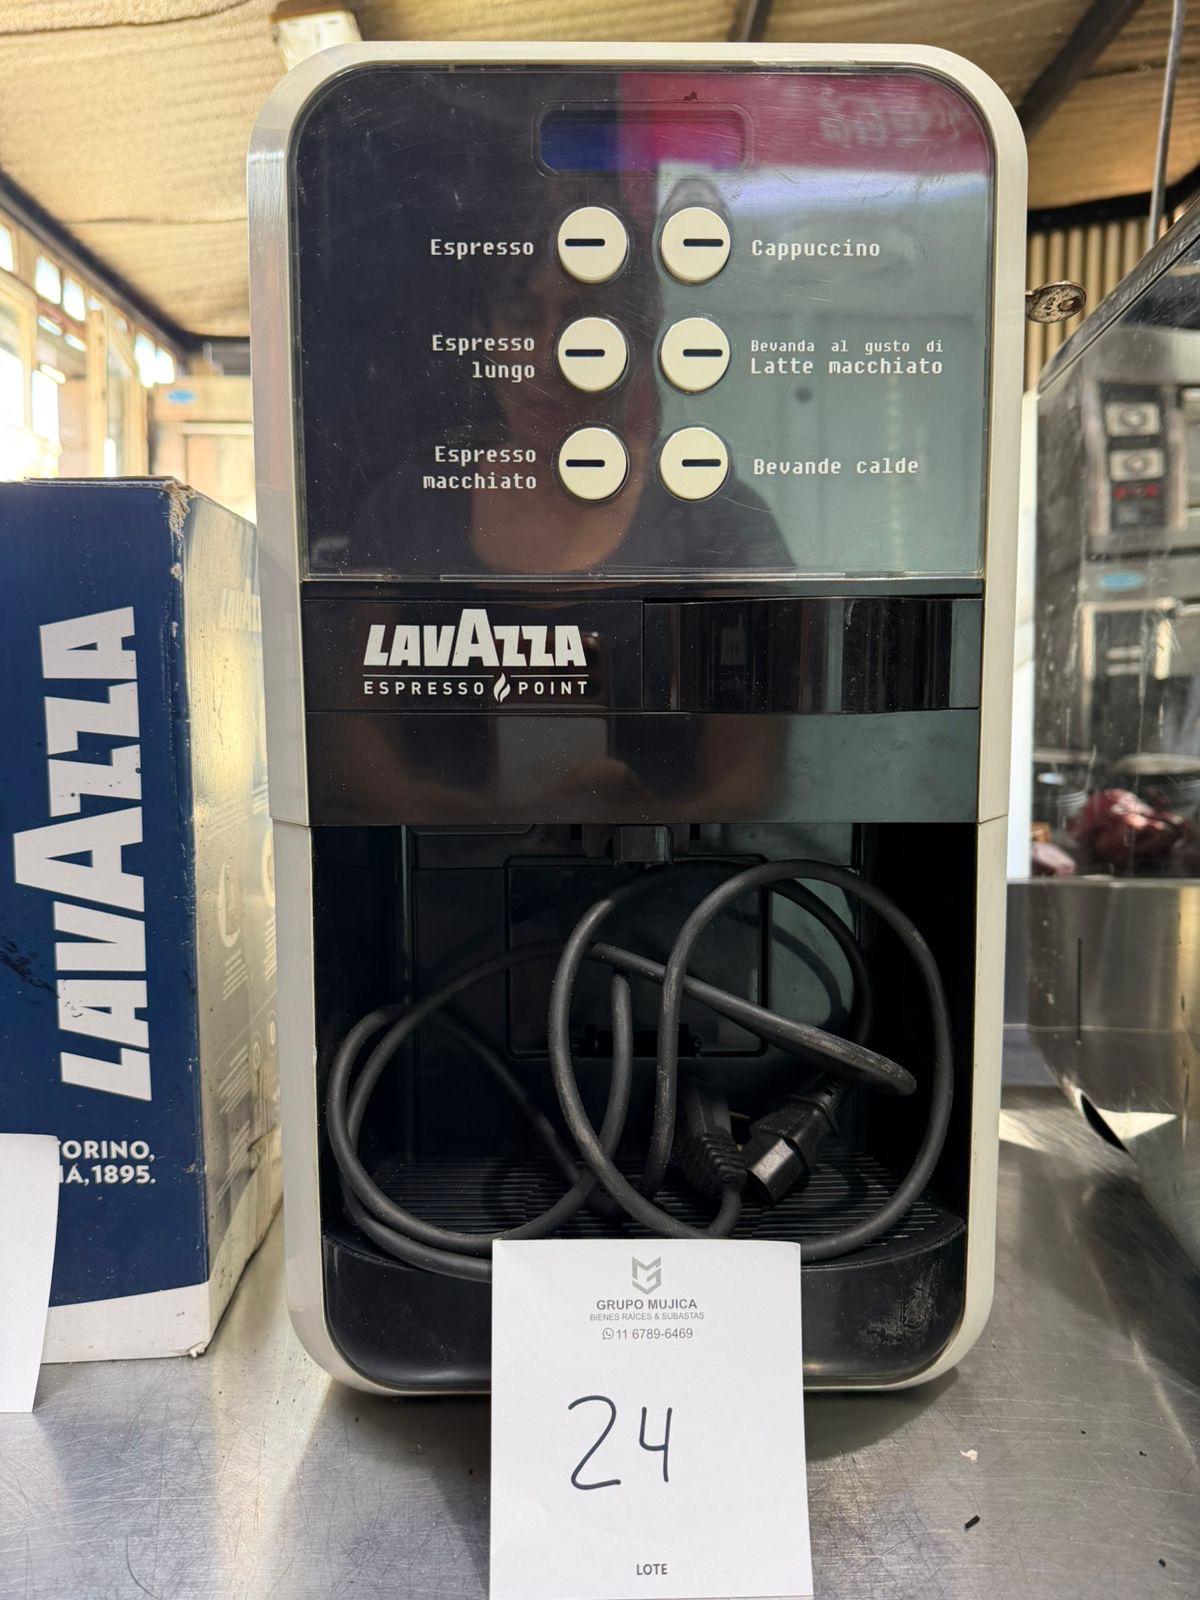 Espresso
Cappuccino
Espresso
lungo
Bevanda al gusto di
Latte macchiato
Espresso
macchiato
Bevande calde
LAVAZZA
ESPRESSO POINT
LAVAZZA
TORINO,
IA, 1895.
GRUPO MUJICA
BIENES RAÍCES & SUBASTAS
11 6789-6469
24
LOTE